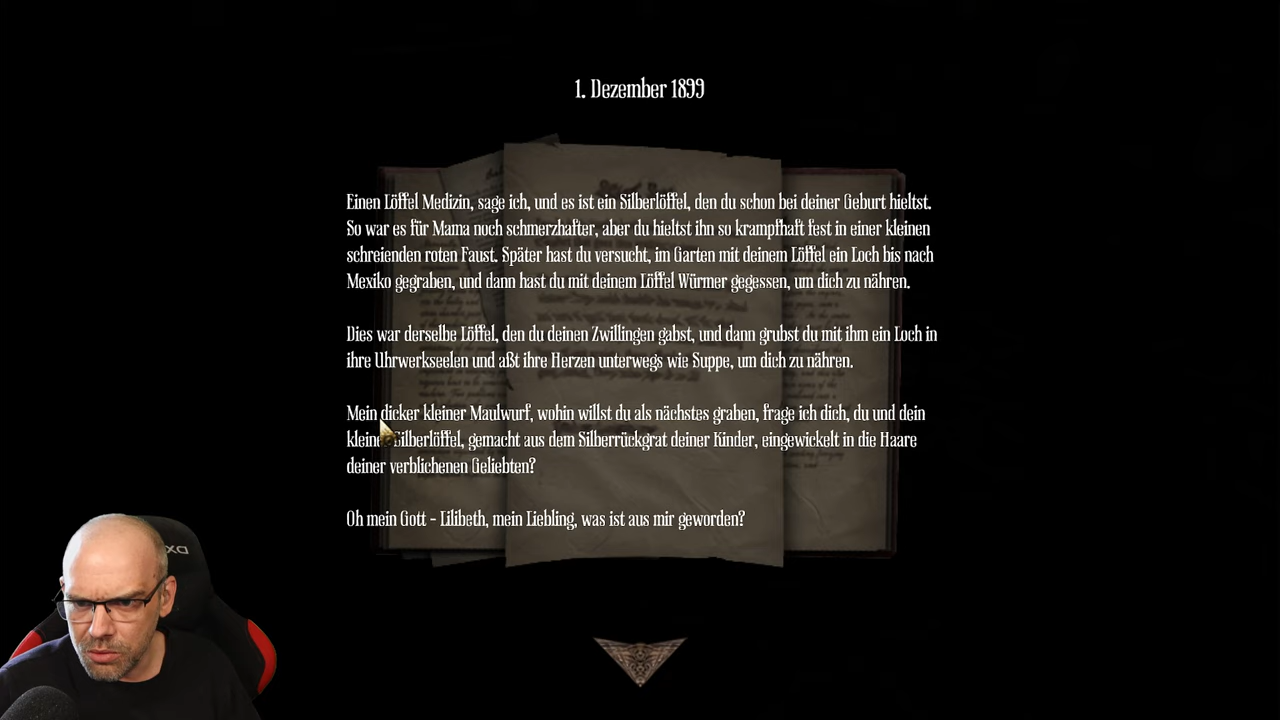 1. Dezember 1899
Einen Löffel Medizin, sage ich, und es ist ein Silberlöffel, den du schon bei deiner Geburt hieltst.
So war es für Mama noch schmerzhafter, aber du hieltst ihn so krampfhaft fest in einer kleinen
schreienden roten Faust. Später hast du versucht, im Garten mit deinem Löffel ein Loch bis nach
Mexiko gegraben, und dann hast du mit deinem Löffel Würmer gegessen, um dich zu nähren.
Dies war derselbe Löffel, den du deinen Zwillingen gabst, und dann grubst du mit ihm ein Loch in
ihre Uhrwerkseelen und aßt ihre Herzen unterwegs wie Suppe, um dich zu nähren.
Mein dicker kleiner Maulwurf, wohin willst du als nächstes graben, frage ich dich, du und dein
kleiner Silberlöffel, gemacht aus dem Silberrückgrat deiner Kinder, eingewickelt in die Haare
deiner verblichenen Geliebten?
Oh mein Gott - Lilibeth, mein Liebling, was ist aus mir geworden?